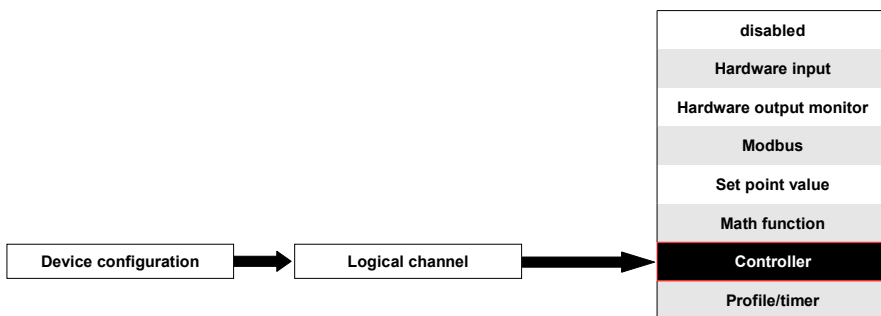 disabled
Hardware input
Hardware output monitor
Modbus
Set point value
Math function
Device configuration
Logical channel
Controller
Profile/timer